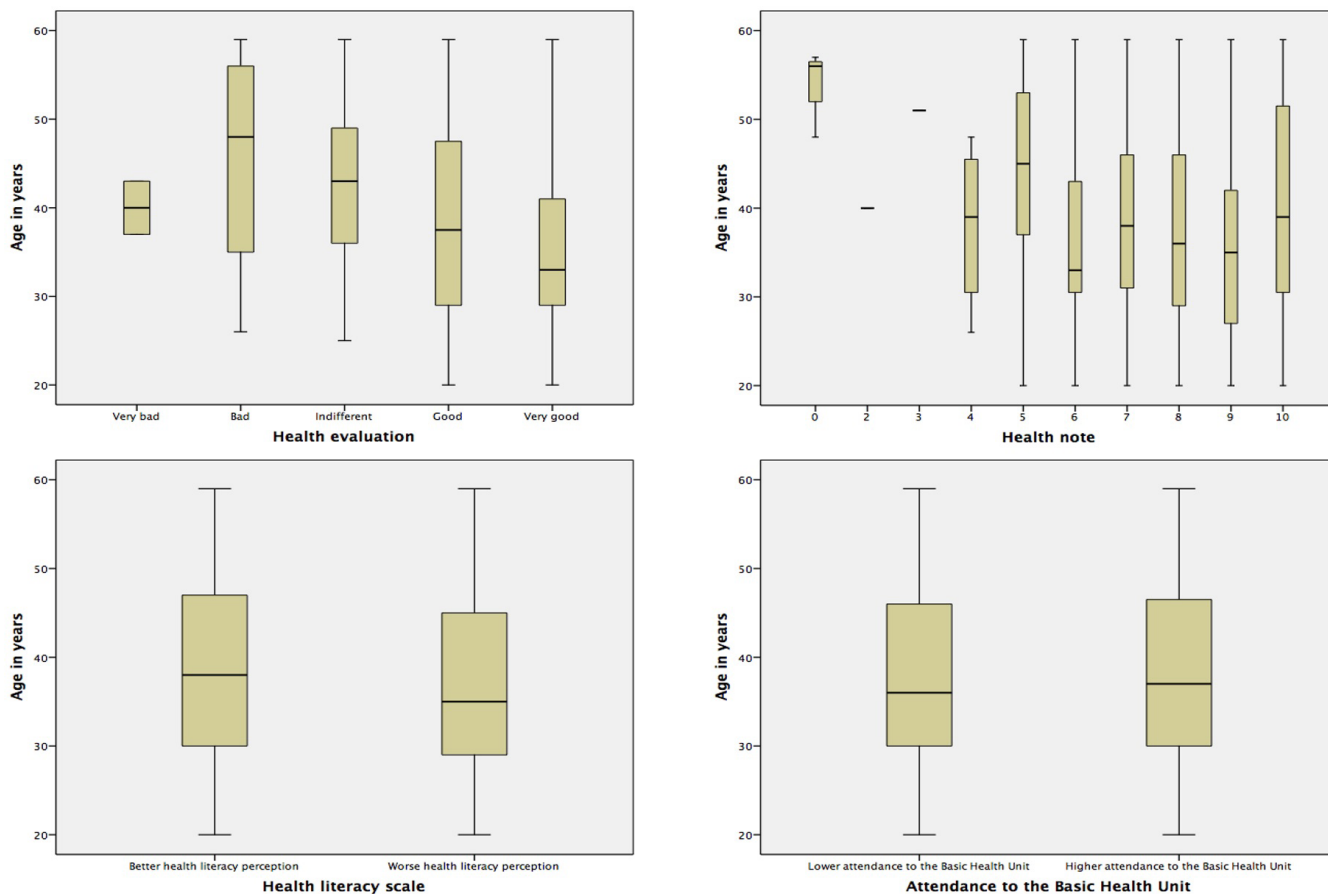 60
50
40
30
20
Age in years
Very bad
Bad
Indifferent
Good
Very good
Health evaluation
60
50
40
30
20
Age in years
0
2
3
4
5
6
7
8
9
10
Health note
60
50
40
30
20
Age in years
Better health literacy perception
Worse health literacy perception
Health literacy scale
60
50
40
30
20
Age in years
Lower attendance to the Basic Health Unit
Higher attendance to the Basic Health Unit
Attendance to the Basic Health Unit